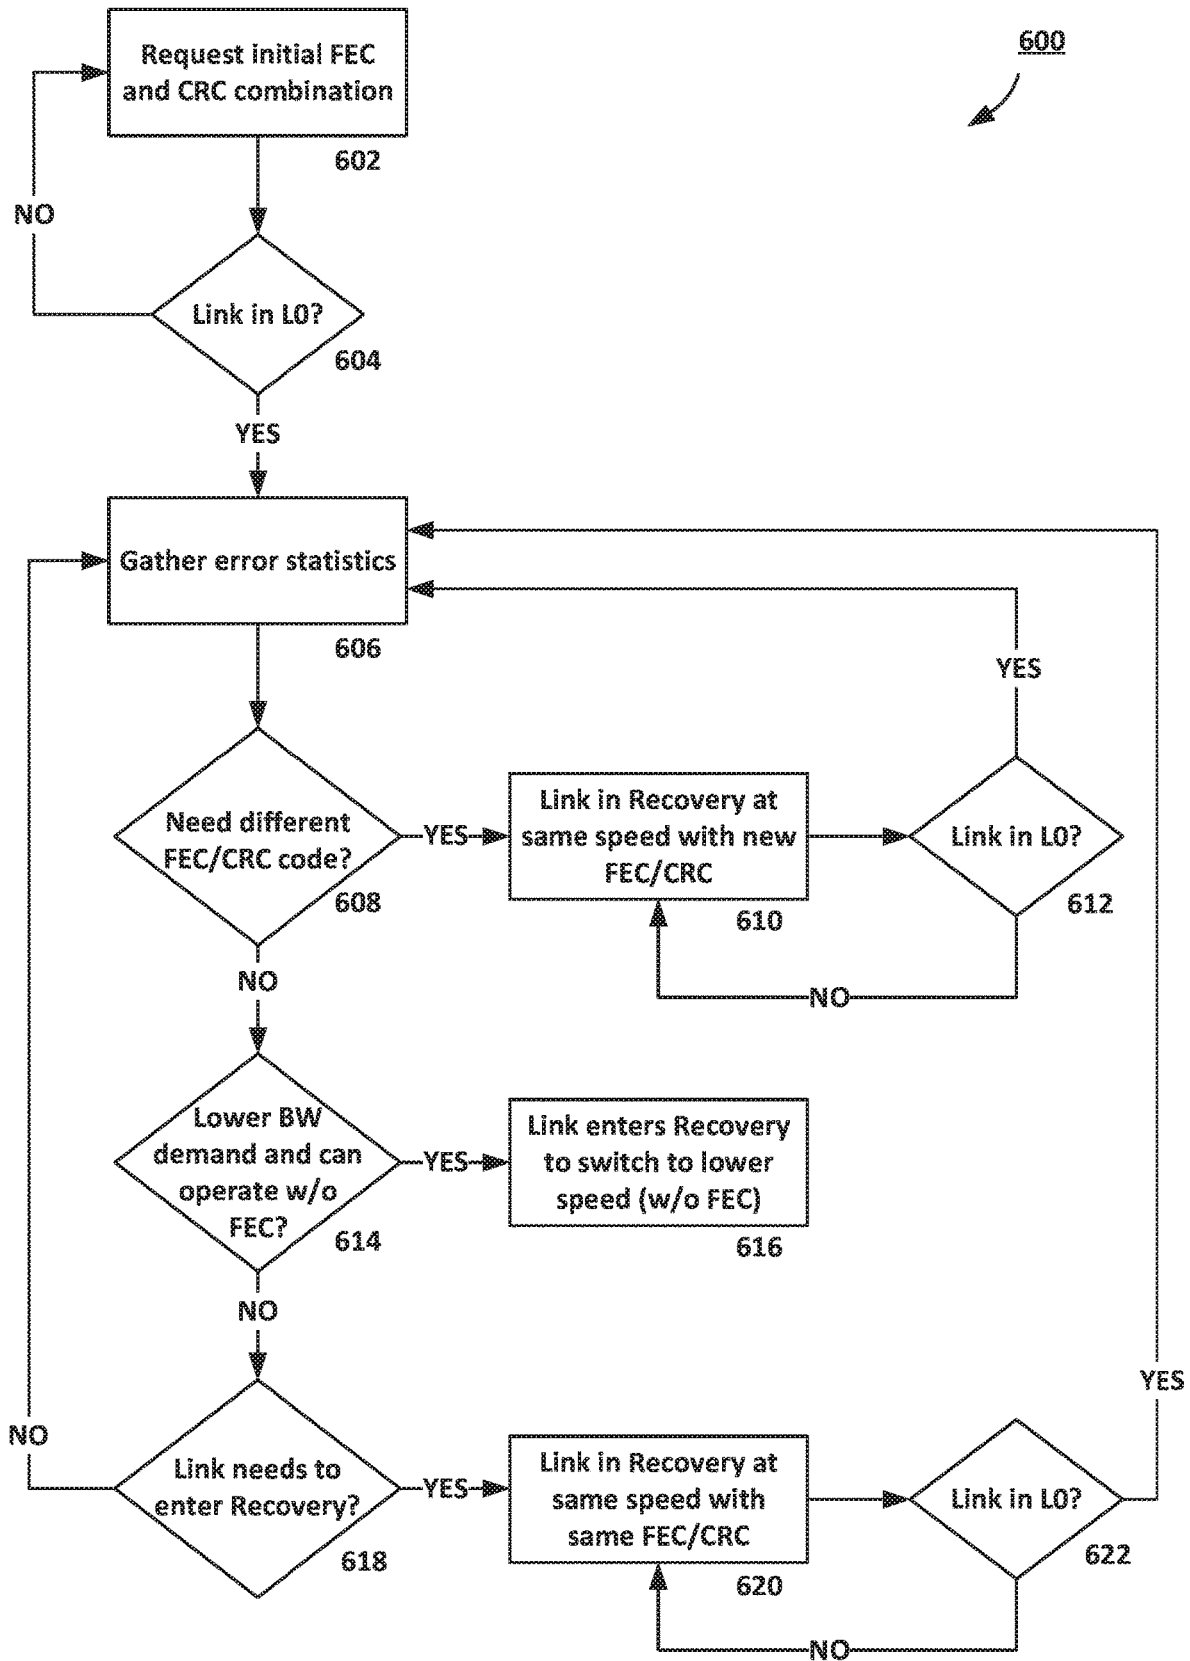 600
Request initial FEC
and CRC combination
602
NO
Link in L0?
604
YES
Gather error statistics
606
YES
Need different
FEC/CRC code?
608
YES
Link in Recovery at
same speed with new
FEC/CRC
610
Link in L0?
612
NO
NO
Lower BW
demand and can
operate w/o
FEC?
614
YES
Link enters Recovery
to switch to lower
speed (w/o FEC)
616
NO
YES
NO
Link needs to
enter Recovery?
618
YES
Link in Recovery at
same speed with
same FEC/CRC
620
Link in L0?
622
NO